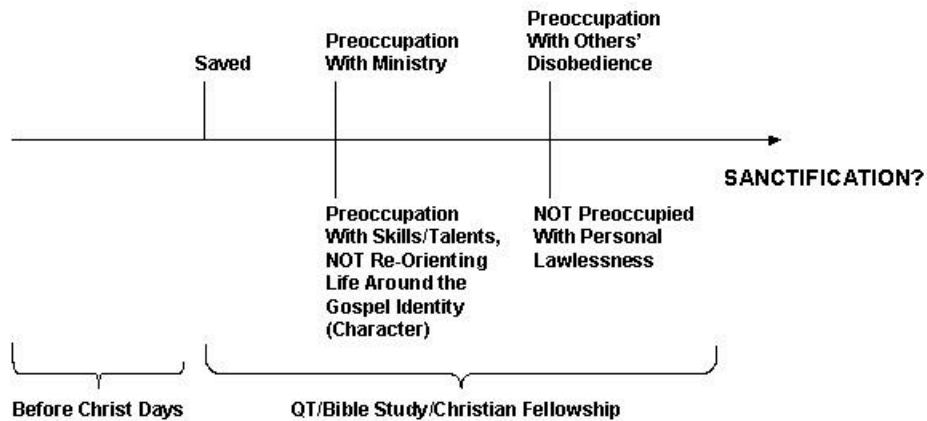 Saved
Preoccupation
With Ministry
Preoccupation
With Others'
Disobedience
SANCTIFICATION?
Preoccupation
With Skills/Talents,
NOT Re-Orienting
Life Around the
Gospel Identity
(Character)
NOT Preoccupied
With Personal
Lawlessness
Before Christ Days
QT/Bible Study/Christian Fellowship